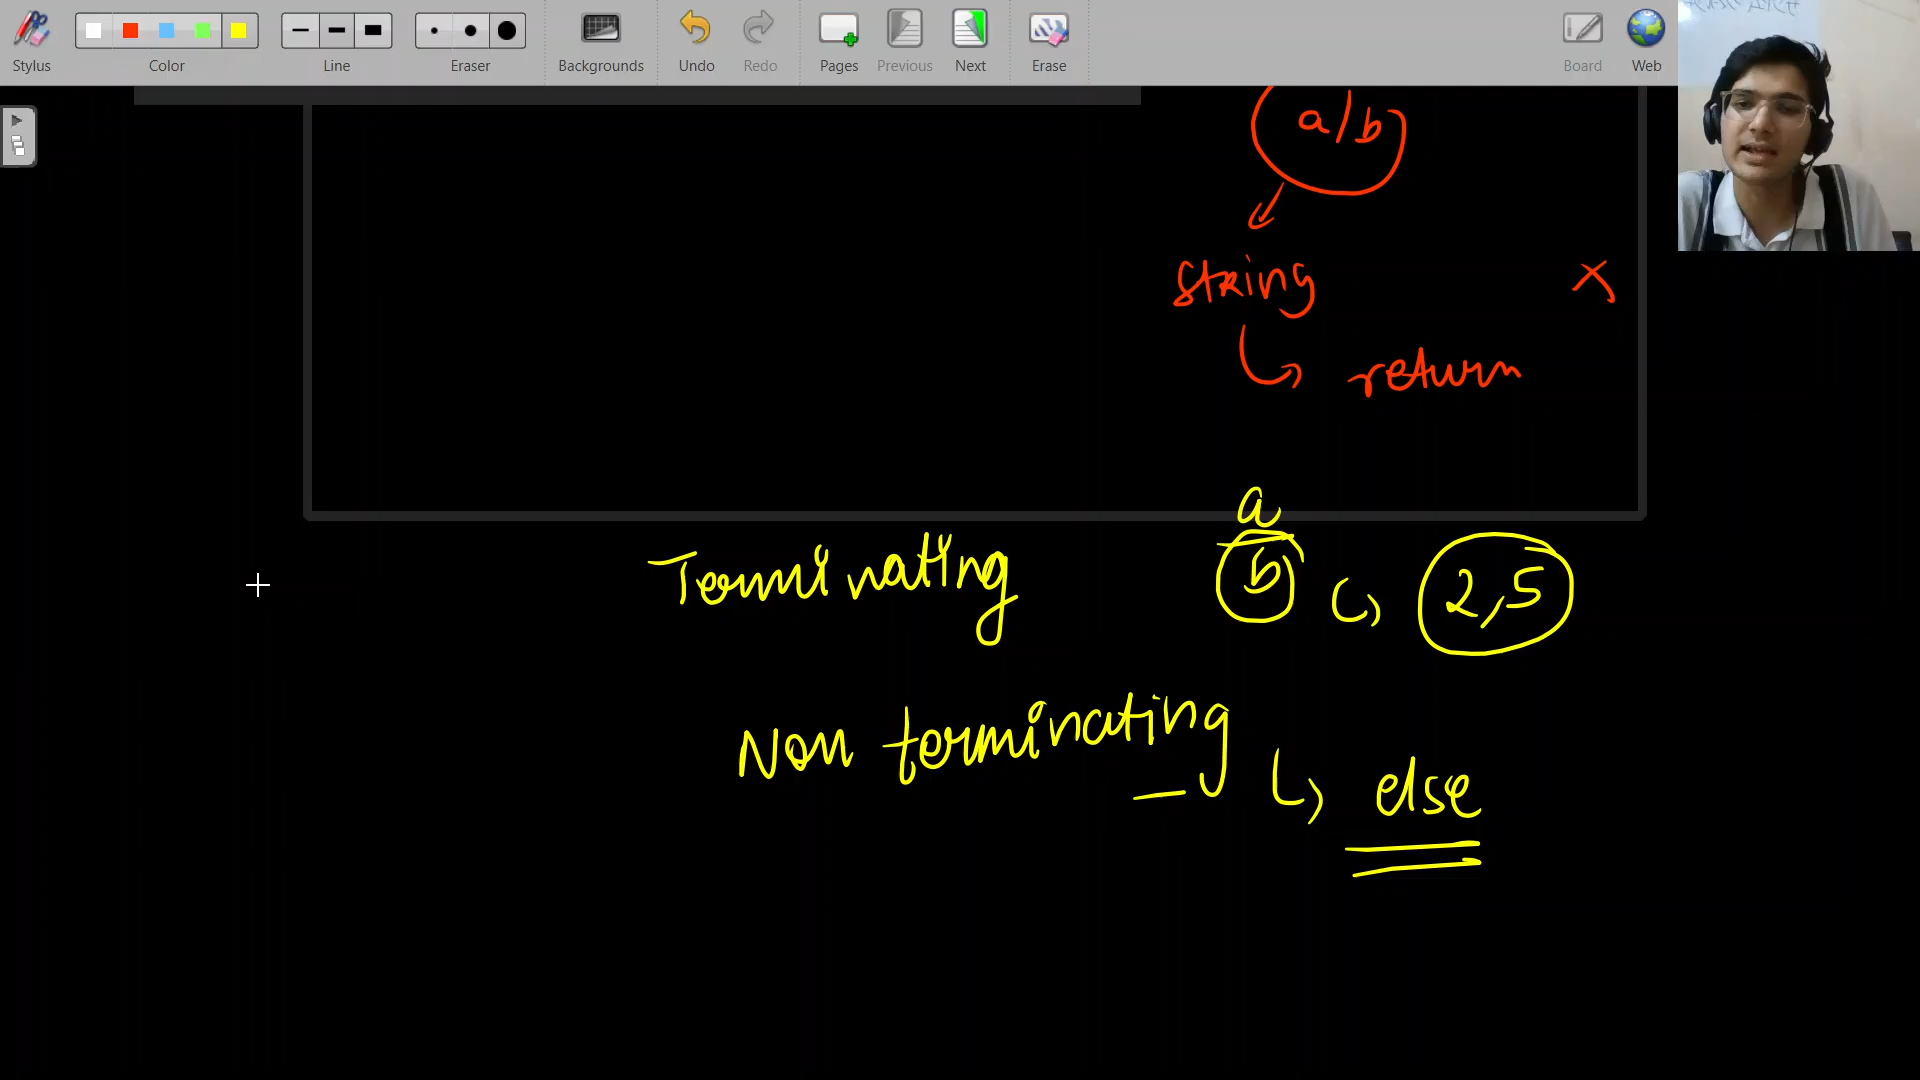 Stylus Color Line Eraser Backgrounds Undo Redo Pages Previous Next Erase Board Web
a/b
string
x
return
a
Terminating b 2,5
Non terminating
else